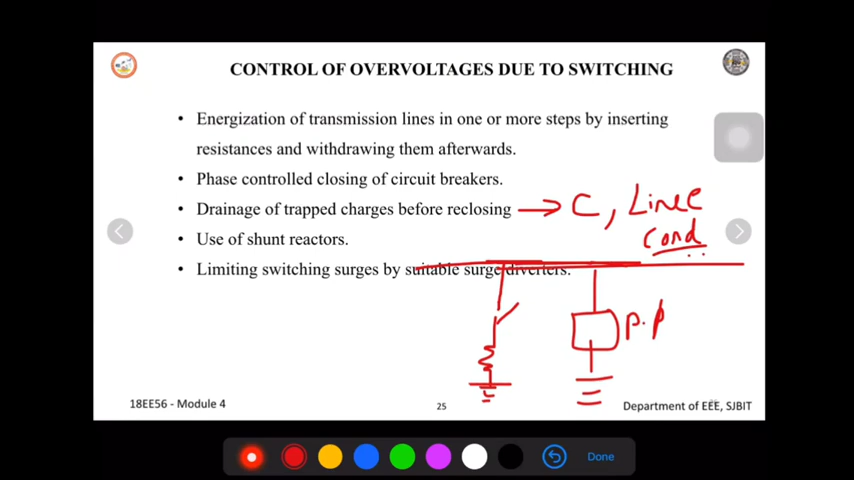 CONTROL OF OVERVOLTAGES DUE TO SWITCHING
• Energization of transmission lines in one or more steps by inserting
resistances and withdrawing them afterwards.
• Phase controlled closing of circuit breakers.
• Drainage of trapped charges before reclosing → C, Line
Cond
• Use of shunt reactors.
• Limiting switching surges by suitable surge diverters.
P.P
18EE56 - Module 4
25
Department of EEE, SJBIT
Done